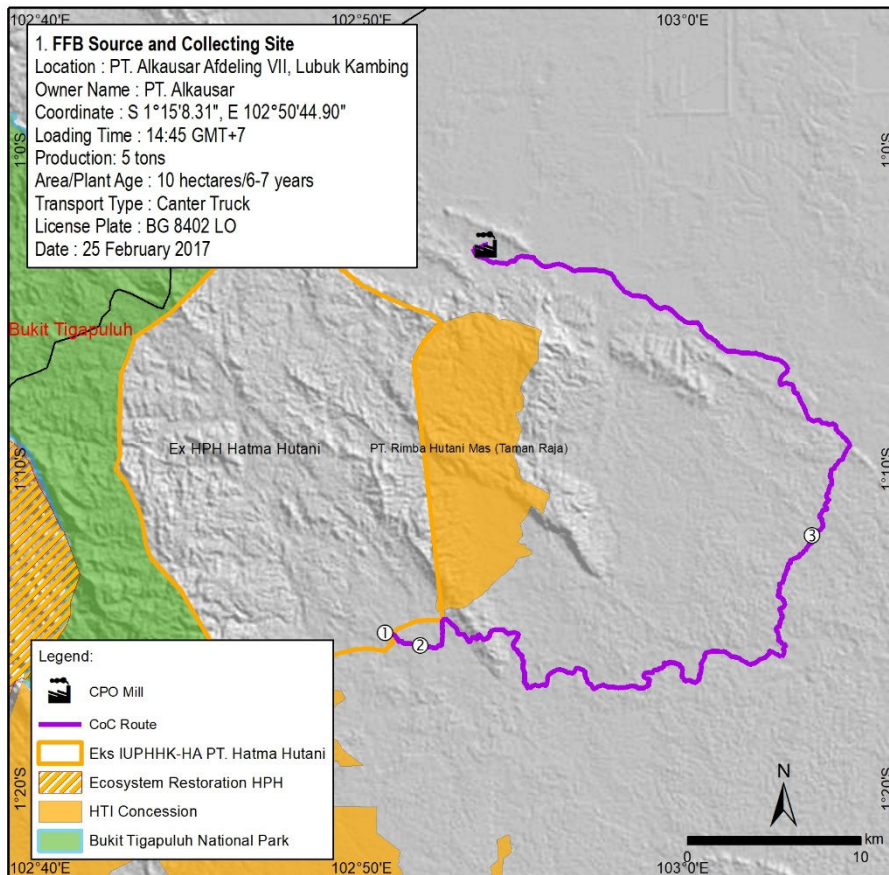 102°40'E 102°50'E 103°0'E
1. FFB Source and Collecting Site
Location : PT. Alkausar Afdeling VII, Lubuk Kambing
Owner Name : PT. Alkausar
Coordinate : S 1°15'8.31", E 102°50'44.90"
Loading Time : 14:45 GMT+7
Production: 5 tons
Area/Plant Age : 10 hectares/6-7 years
Transport Type : Canter Truck
License Plate : BG 8402 LO
Date : 25 February 2017
1°0'S 1°0'S
Bukit Tigapuluh
Ex HPH Hatma Hutani
PT. Rimba Hutani Mas (Taman Raja)
1°10'S 1°10'S
3
1
2
Legend:
CPO Mill
CoC Route
Eks IUPHHK-HA PT. Hatma Hutani
Ecosystem Restoration HPH
HTI Concession
Bukit Tigapuluh National Park
1°20'S 1°20'S
N
km
0 10
102°40'E 102°50'E 103°0'E